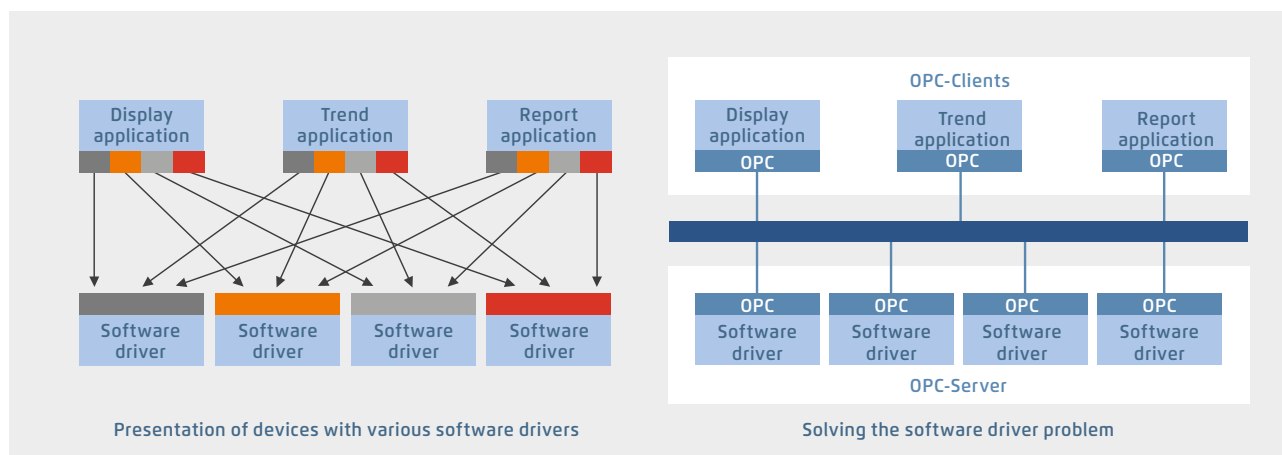 Display
application
Trend
application
Report
application
Software
driver
Software
driver
Software
driver
Software
driver
Presentation of devices with various software drivers
OPC-Clients
Display
application
OPC
Trend
application
OPC
Report
application
OPC
OPC
Software
driver
OPC
Software
driver
OPC
Software
driver
OPC
Software
driver
OPC-Server
Solving the software driver problem